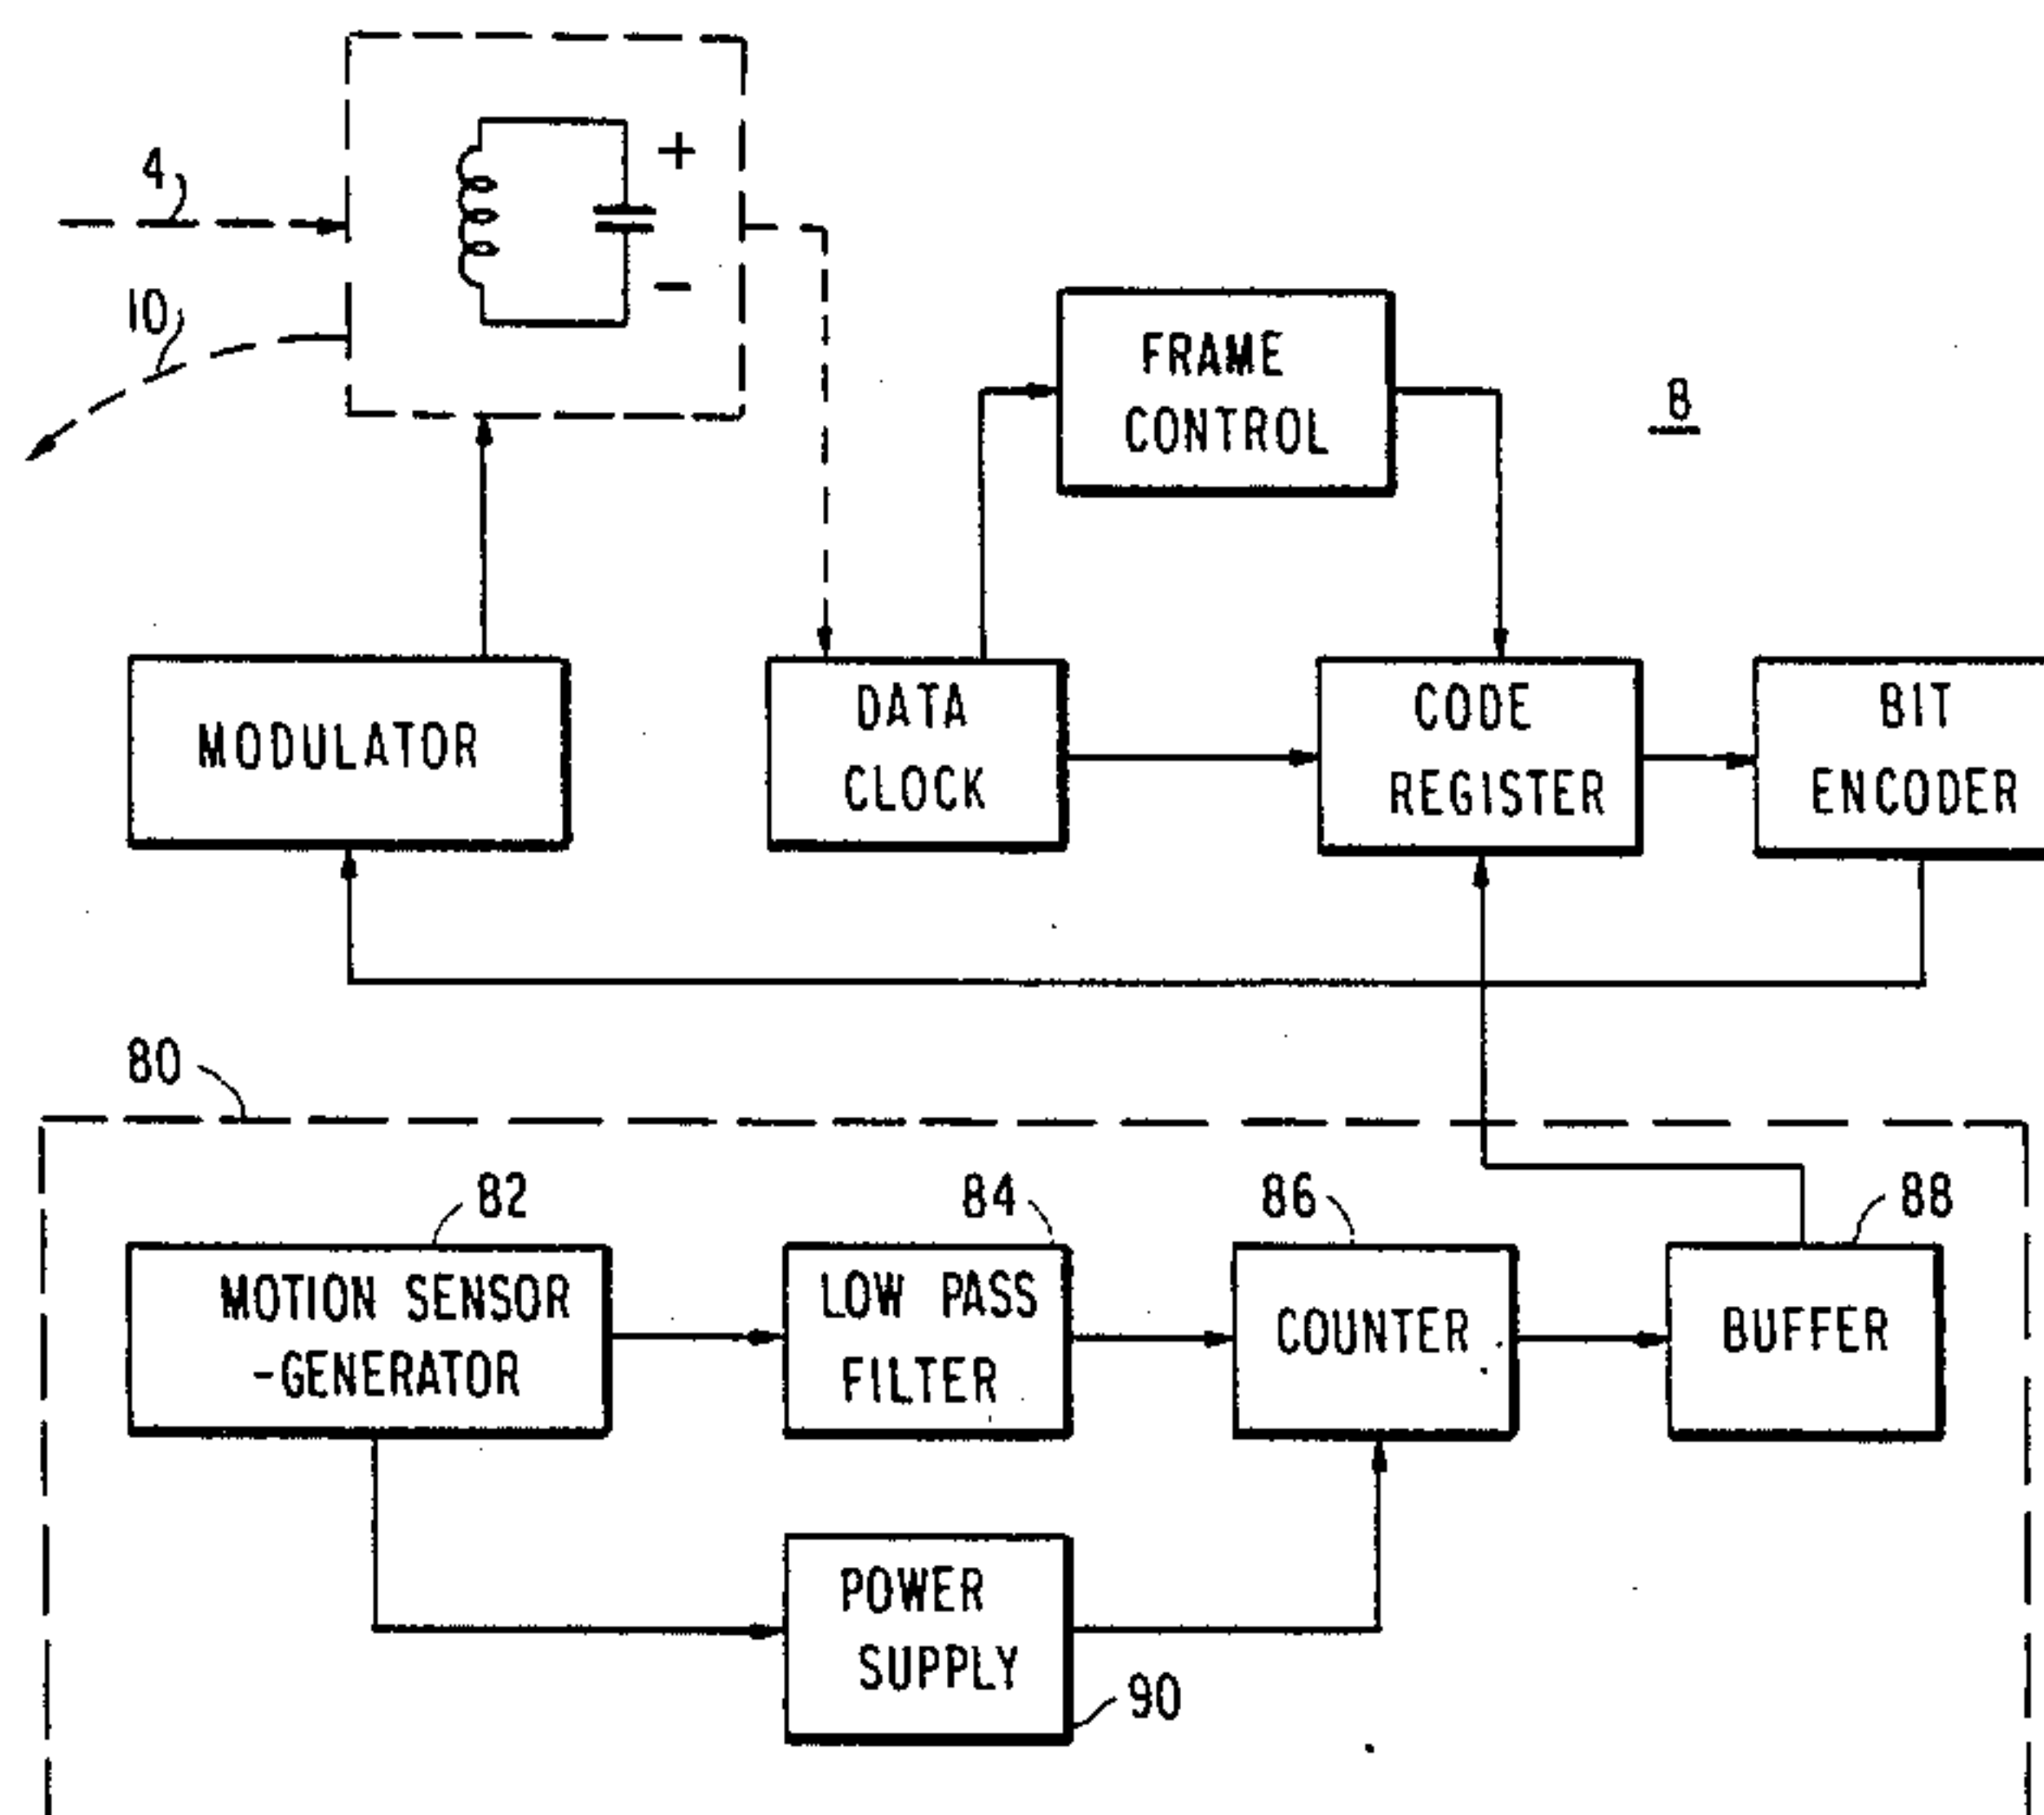 4
+
10
-
FRAME
CONTROL
8
MODULATOR
DATA
CLOCK
CODE
REGISTER
BIT
ENCODER
80
82
84
86
88
MOTION SENSOR
-GENERATOR
LOW PASS
FILTER
COUNTER
BUFFER
POWER
SUPPLY
90